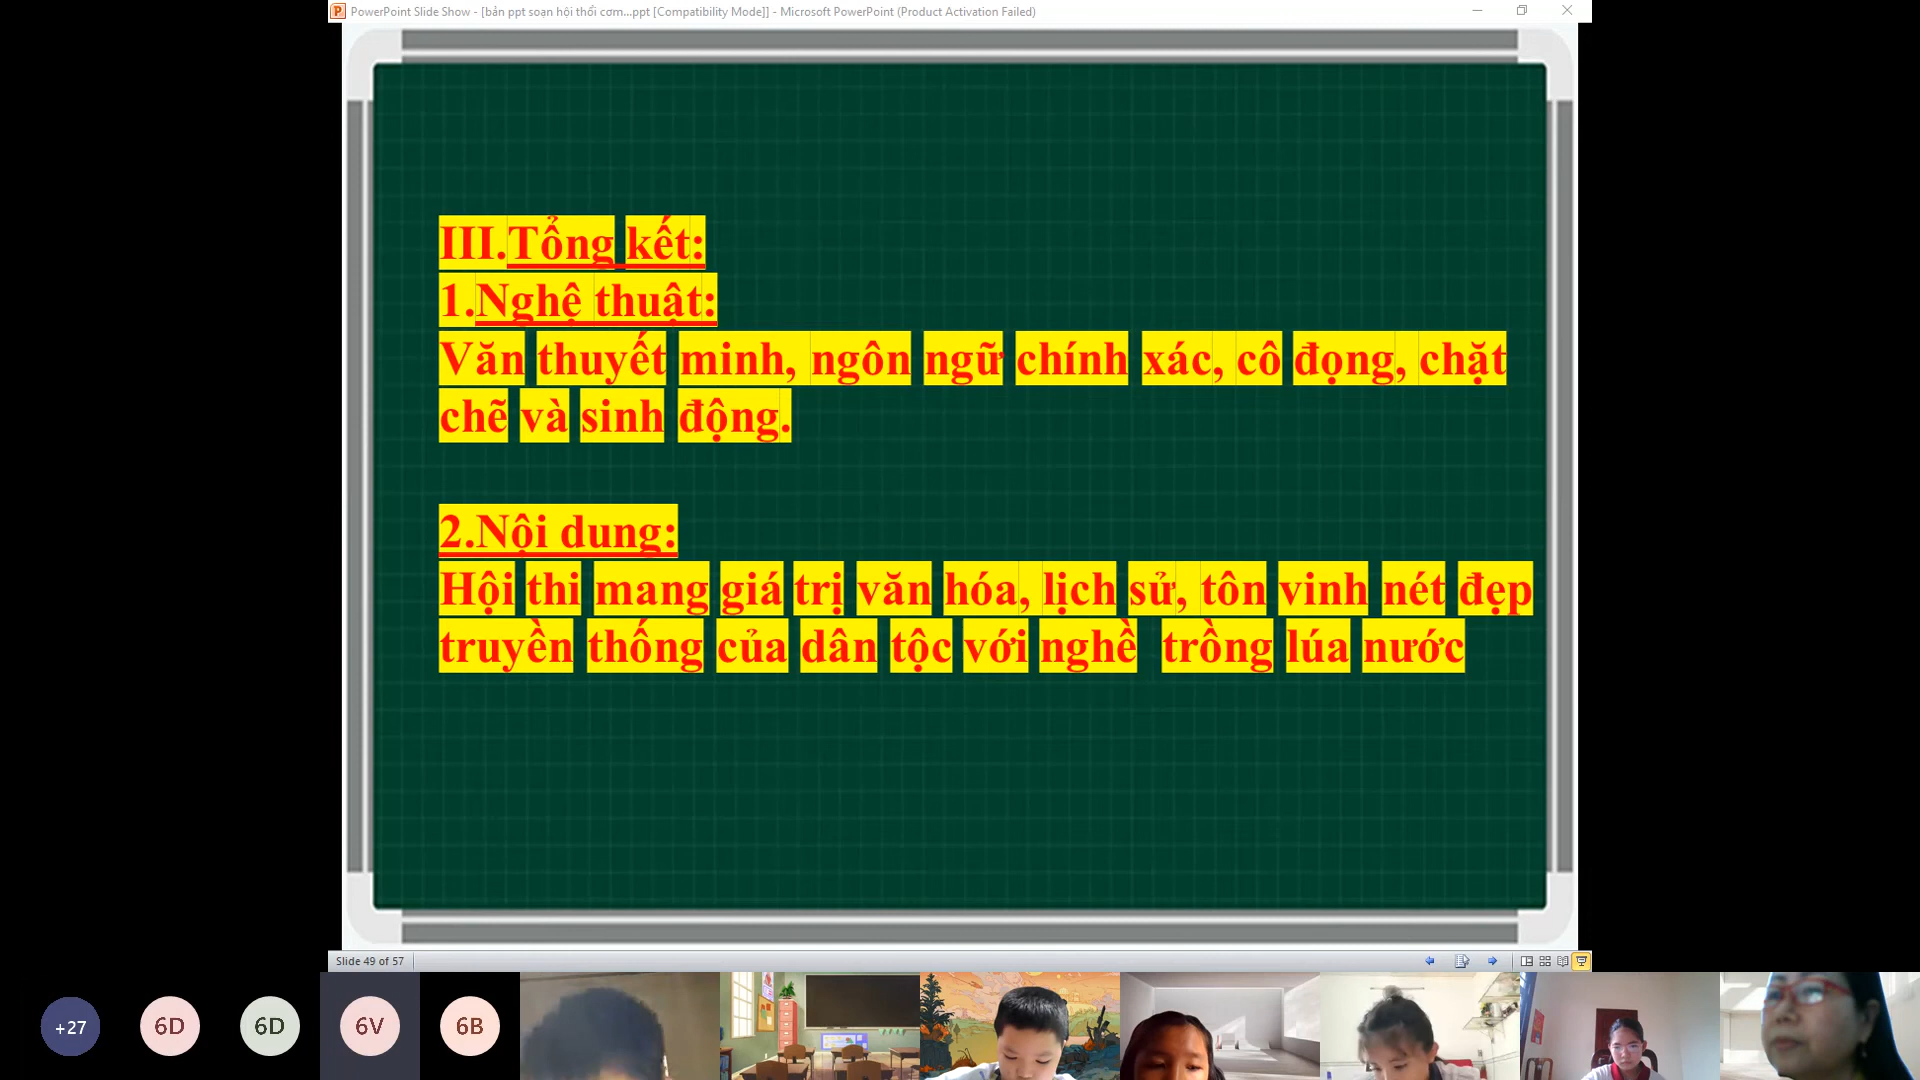 PowerPoint Slide Show - [bản ppt soạn hội thổi cơm...ppt [Compatibility Mode]] - Microsoft PowerPoint (Product Activation Failed)
III.Tổng kết:
1.Nghệ thuật:
Văn thuyết minh, ngôn ngữ chính xác, cô đọng, chặt
chẽ và sinh động.
2.Nội dung:
Hội thi mang giá trị văn hóa, lịch sử, tôn vinh nét đẹp
truyền thống của dân tộc với nghề trồng lúa nước
Slide 49 of 57
+27 6D 6D 6V 6B